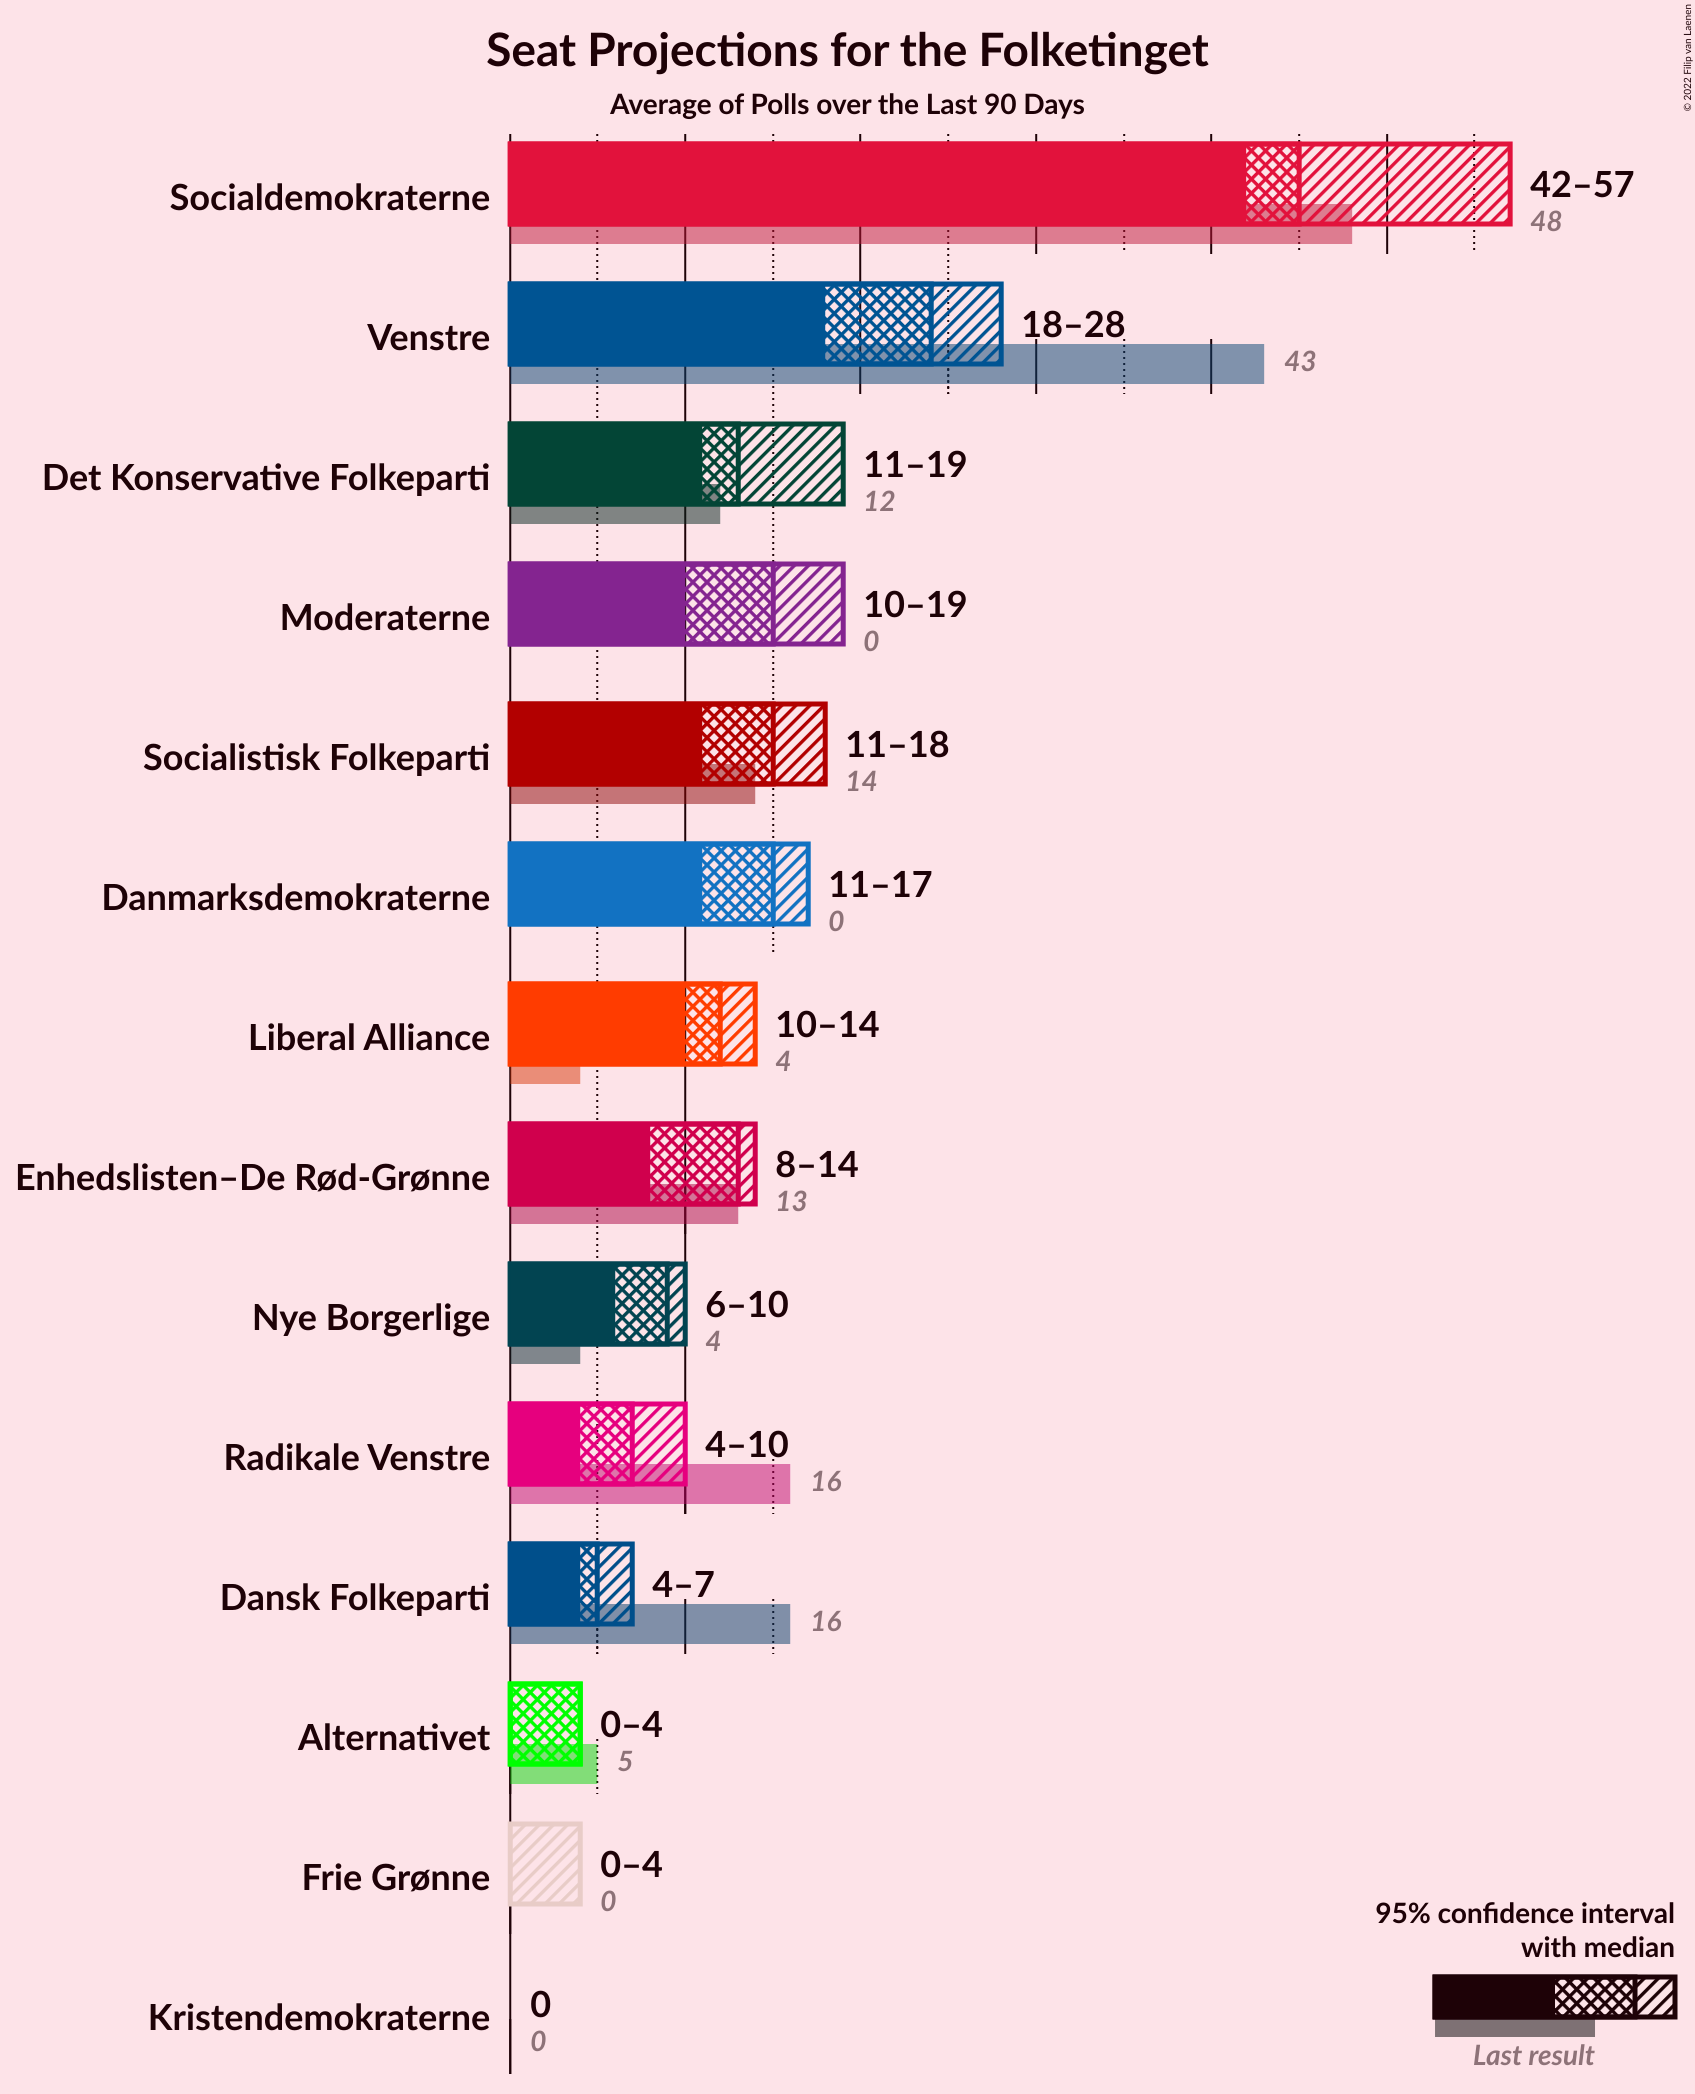 Seat Projections for the Folketinget
Average of Polls over the Last 90 Days
© 2022 Filip van Laenen
Socialdemokraterne
42–57
48
Venstre
18–28
43
Det Konservative Folkeparti
11–19
12
Moderaterne
10–19
0
Socialistisk Folkeparti
11–18
14
Danmarksdemokraterne
11–17
0
Liberal Alliance
10–14
4
Enhedslisten–De Rød-Grønne
8–14
13
Nye Borgerlige
6–10
4
Radikale Venstre
4–10
16
Dansk Folkeparti
4–7
16
Alternativet
0–4
5
Frie Grønne
0–4
0
Kristendemokraterne
0
0
95% confidence interval
with median
Last result